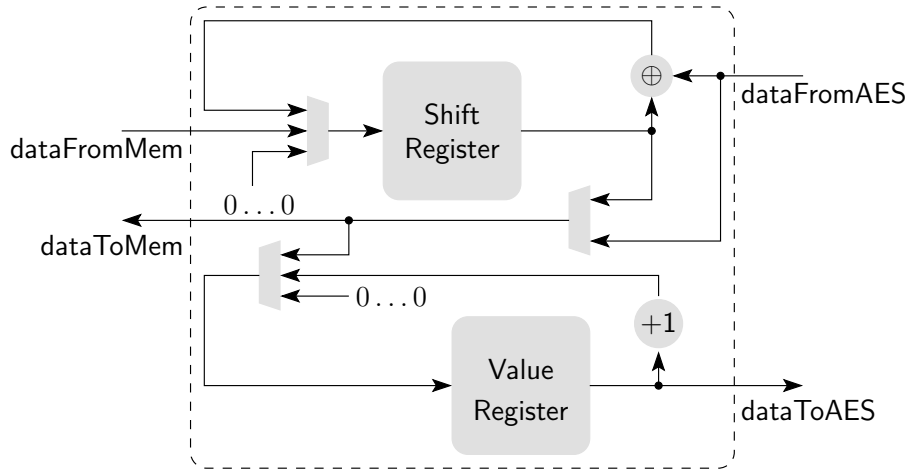 ⊕
dataFromAES
Shift
Register
dataFromMem
0…0
dataToMem
0…0
+1
Value
Register
dataToAES